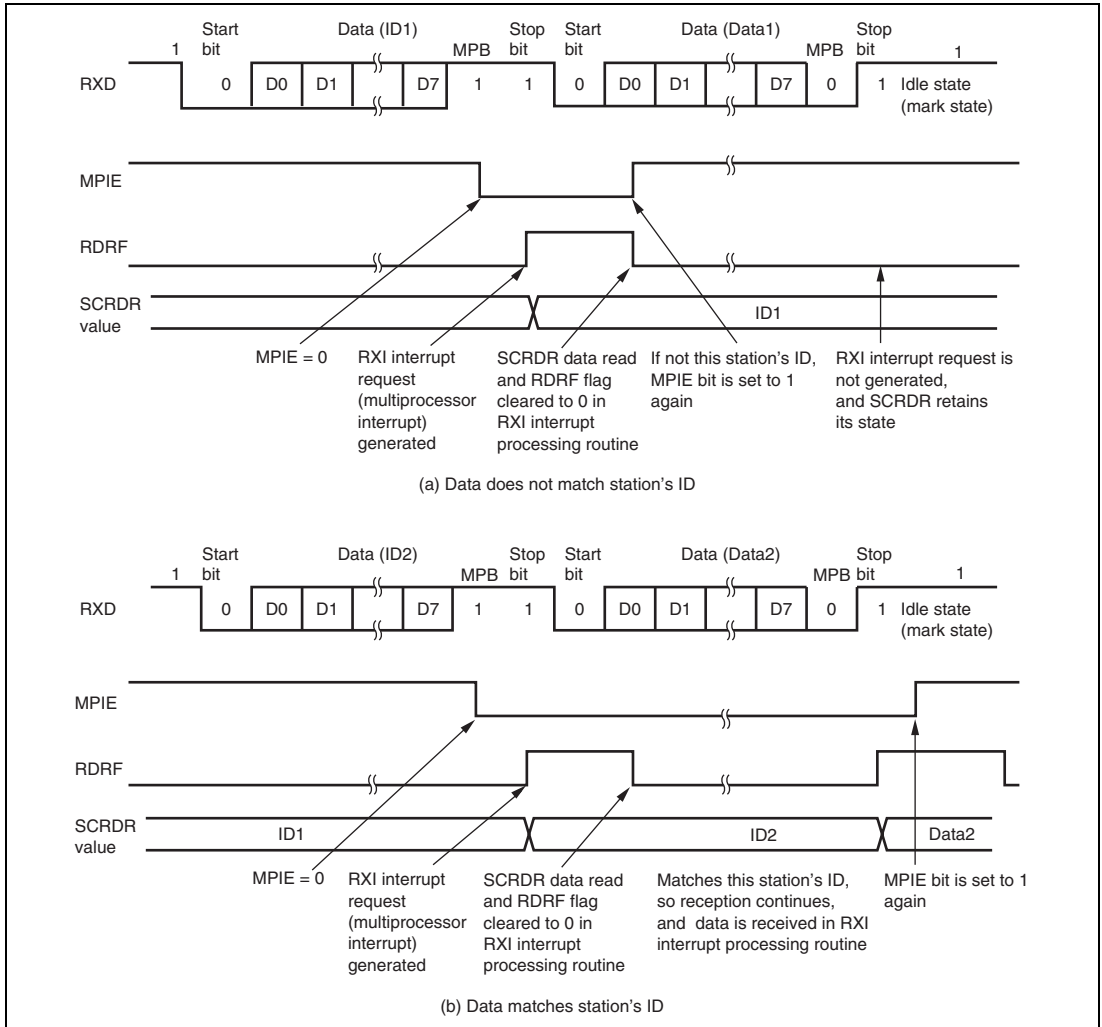 Start Data (ID1) Stop Start Data (Data1) Stop
1 bit MPB bit bit MPB bit 1
RXD 0 D0 D1 D7 1 1 0 D0 D1 D7 0 1 Idle state
(mark state)
MPIE
RDRF
SCRDR
value
ID1
MPIE = 0
RXI interrupt
request
(multiprocessor
interrupt)
generated
SCRDR data read
and RDRF flag
cleared to 0 in
RXI interrupt
processing routine
If not this station's ID,
MPIE bit is set to 1
again
RXI interrupt request is
not generated,
and SCRDR retains
its state
(a) Data does not match station's ID
Start Data (ID2) Stop Start Data (Data2) Stop
1 bit MPB bit bit MPB bit 1
RXD 0 D0 D1 D7 1 1 0 D0 D1 D7 0 1 Idle state
(mark state)
MPIE
RDRF
SCRDR
value
ID1 ID2 Data2
MPIE = 0
RXI interrupt
request
(multiprocessor
interrupt)
generated
SCRDR data read
and RDRF flag
cleared to 0 in
RXI interrupt
processing routine
Matches this station's ID,
so reception continues,
and data is received in RXI
interrupt processing routine
MPIE bit is set to 1
again
(b) Data matches station's ID